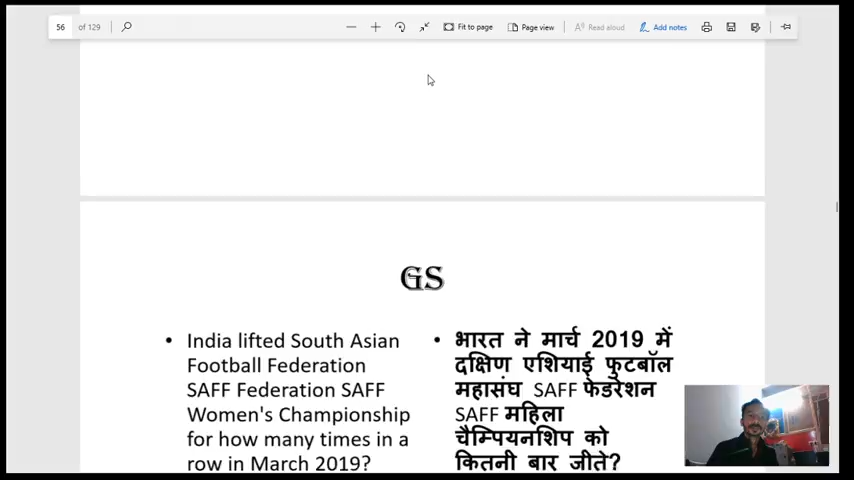 56 of 129 Fit to page Page view Read aloud Add notes
GS
• India lifted South Asian
Football Federation
SAFF Federation SAFF
Women's Championship
for how many times in a
row in March 2019?
• भारत ने मार्च 2019 में
दक्षिण एशियाई फुटबॉल
महासंघ SAFF फेडरेशन
SAFF महिला
चैम्पियनशिप को
कितनी बार जीते?